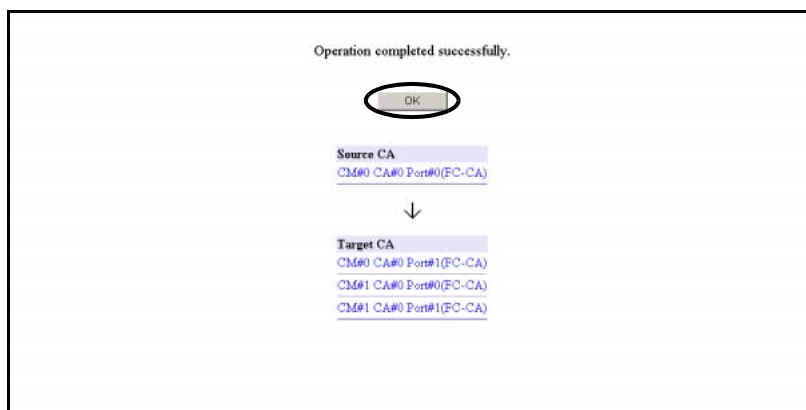 Operation completed successfully.
OK
Source CA
CM#0 CA#0 Port#0(FC-CA)
Target CA
CM#0 CA#0 Port#1(FC-CA)
CM#1 CA#0 Port#0(FC-CA)
CM#1 CA#0 Port#1(FC-CA)